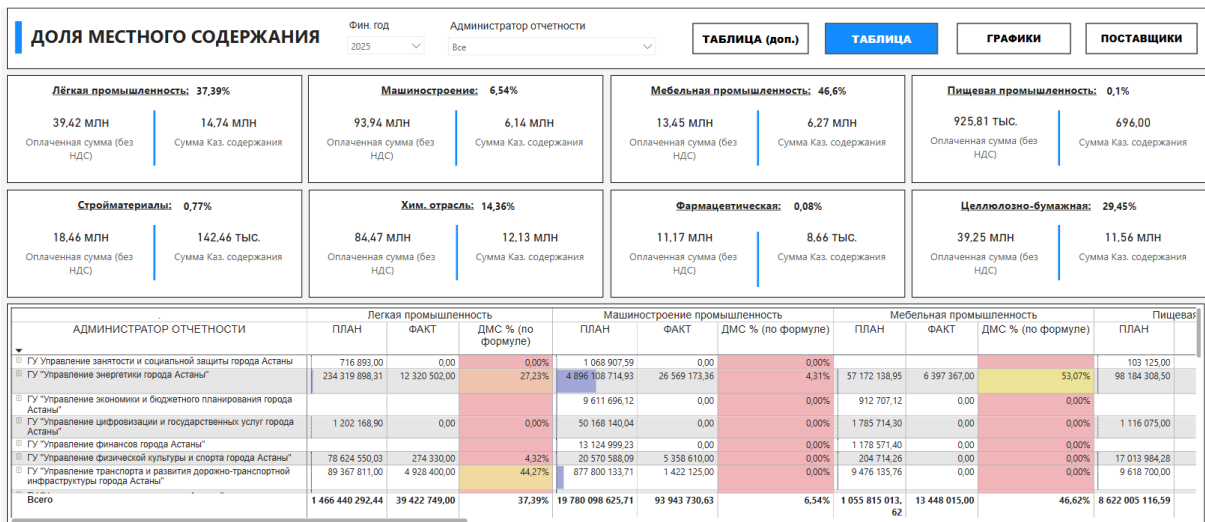 ДОЛЯ МЕСТНОГО СОДЕРЖАНИЯ
Фин. год
2025
Администратор отчетности
Все
ТАБЛИЦА (доп.)
ТАБЛИЦА
ГРАФИКИ
ПОСТАВЩИКИ
Лёгкая промышленность: 37,39%
39,42 МЛН
Оплаченная сумма (без
НДС)
14,74 МЛН
Сумма Каз. содержания
Машиностроение: 6,54%
93,94 МЛН
Оплаченная сумма (без
НДС)
6,14 МЛН
Сумма Каз. содержания
Мебельная промышленность: 46,6%
13,45 МЛН
Оплаченная сумма (без
НДС)
6,27 МЛН
Сумма Каз. содержания
Пищевая промышленность: 0,1%
925,81 ТЫС.
Оплаченная сумма (без
НДС)
696,00
Сумма Каз. содержания
Стройматериалы: 0,77%
18,46 МЛН
Оплаченная сумма (без
НДС)
142,46 ТЫС.
Сумма Каз. содержания
Хим. отрасль: 14,36%
84,47 МЛН
Оплаченная сумма (без
НДС)
12,13 МЛН
Сумма Каз. содержания
Фармацевтическая: 0,08%
11,17 МЛН
Оплаченная сумма (без
НДС)
8,66 ТЫС.
Сумма Каз. содержания
Целлюлозно-бумажная: 29,45%
39,25 МЛН
Оплаченная сумма (без
НДС)
11,56 МЛН
Сумма Каз. содержания
Легкая промышленность Машиностроение промышленность Мебельная промышленность Пищевая
АДМИНИСТРАТОР ОТЧЕТНОСТИ ПЛАН ФАКТ ДМС % (по ПЛАН ФАКТ ДМС % (по формуле) ПЛАН ФАКТ ДМС % (по формуле) ПЛАН
формуле)
ГУ Управление занятости и социальной защиты города Астаны 716 893,00 0,00 0,00% 1 068 907,59 0,00 0,00% 103 125,00
ГУ "Управление энергетики города Астаны" 234 319 898,31 12 320 502,00 27,23% 4 896 108 714,93 26 569 173,36 4,31% 57 172 138,95 6 397 367,00 53,07% 98 184 308,50
ГУ "Управление экономики и бюджетного планирования города 9 611 696,12 0,00 0,00% 912 707,12 0,00 0,00%
Астаны"
ГУ "Управление цифровизации и государственных услуг города 1 202 168,90 0,00 0,00% 50 168 140,04 0,00 0,00% 1 785 714,30 0,00 0,00% 1 116 075,00
Астаны"
ГУ "Управление финансов города Астаны" 13 124 999,23 0,00 0,00% 1 178 571,40 0,00 0,00%
ГУ "Управление физической культуры и спорта города Астаны" 78 624 550,03 274 330,00 4,32% 20 570 588,09 5 358 610,00 0,00% 204 714,26 0,00 0,00% 17 013 984,28
ГУ "Управление транспорта и развития дорожно-транспортной 89 367 811,00 4 928 400,00 44,27% 877 800 133,71 1 422 125,00 0,00% 9 476 135,76 0,00 0,00% 9 618 700,00
инфраструктуры города Астаны"
Всего 1 466 440 292,44 39 422 749,00 37,39% 19 780 098 625,71 93 943 730,63 6,54% 1 055 815 013, 13 448 015,00 46,62% 8 622 005 116,59
62